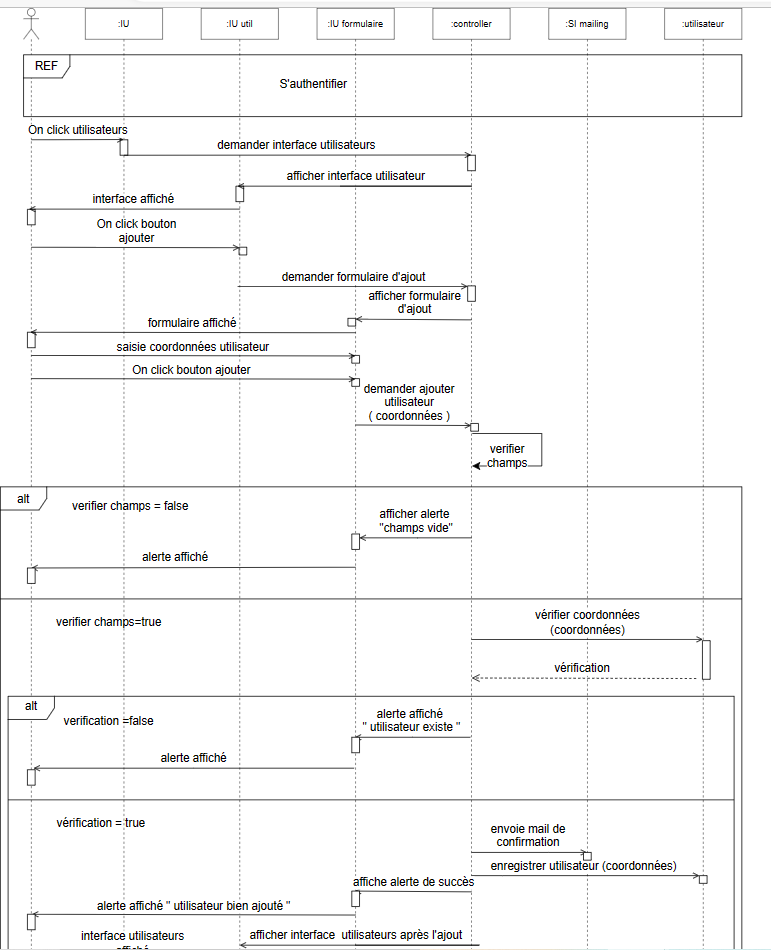 :IU
:IU util
:IU formulaire
:controller
:SI mailing
:utilisateur
REF
S'authentifier
On click utilisateurs
demander interface utilisateurs
afficher interface utilisateur
interface affiché
On click bouton
ajouter
demander formulaire d'ajout
afficher formulaire
d'ajout
formulaire affiché
saisie coordonnées utilisateur
On click bouton ajouter
demander ajouter
utilisateur
( coordonnées )
verifier
champs
alt
verifier champs = false
afficher alerte
"champs vide"
alerte affiché
verifier champs=true
vérifier coordonnées
(coordonnées)
vérification
alt
verification =false
alerte affiché
" utilisateur existe "
alerte affiché
vérification = true
envoie mail de
confirmation
enregistrer utilisateur (coordonnées)
affiche alerte de succès
alerte affiché " utilisateur bien ajouté "
afficher interface utilisateurs après l'ajout
interface utilisateurs
affiché